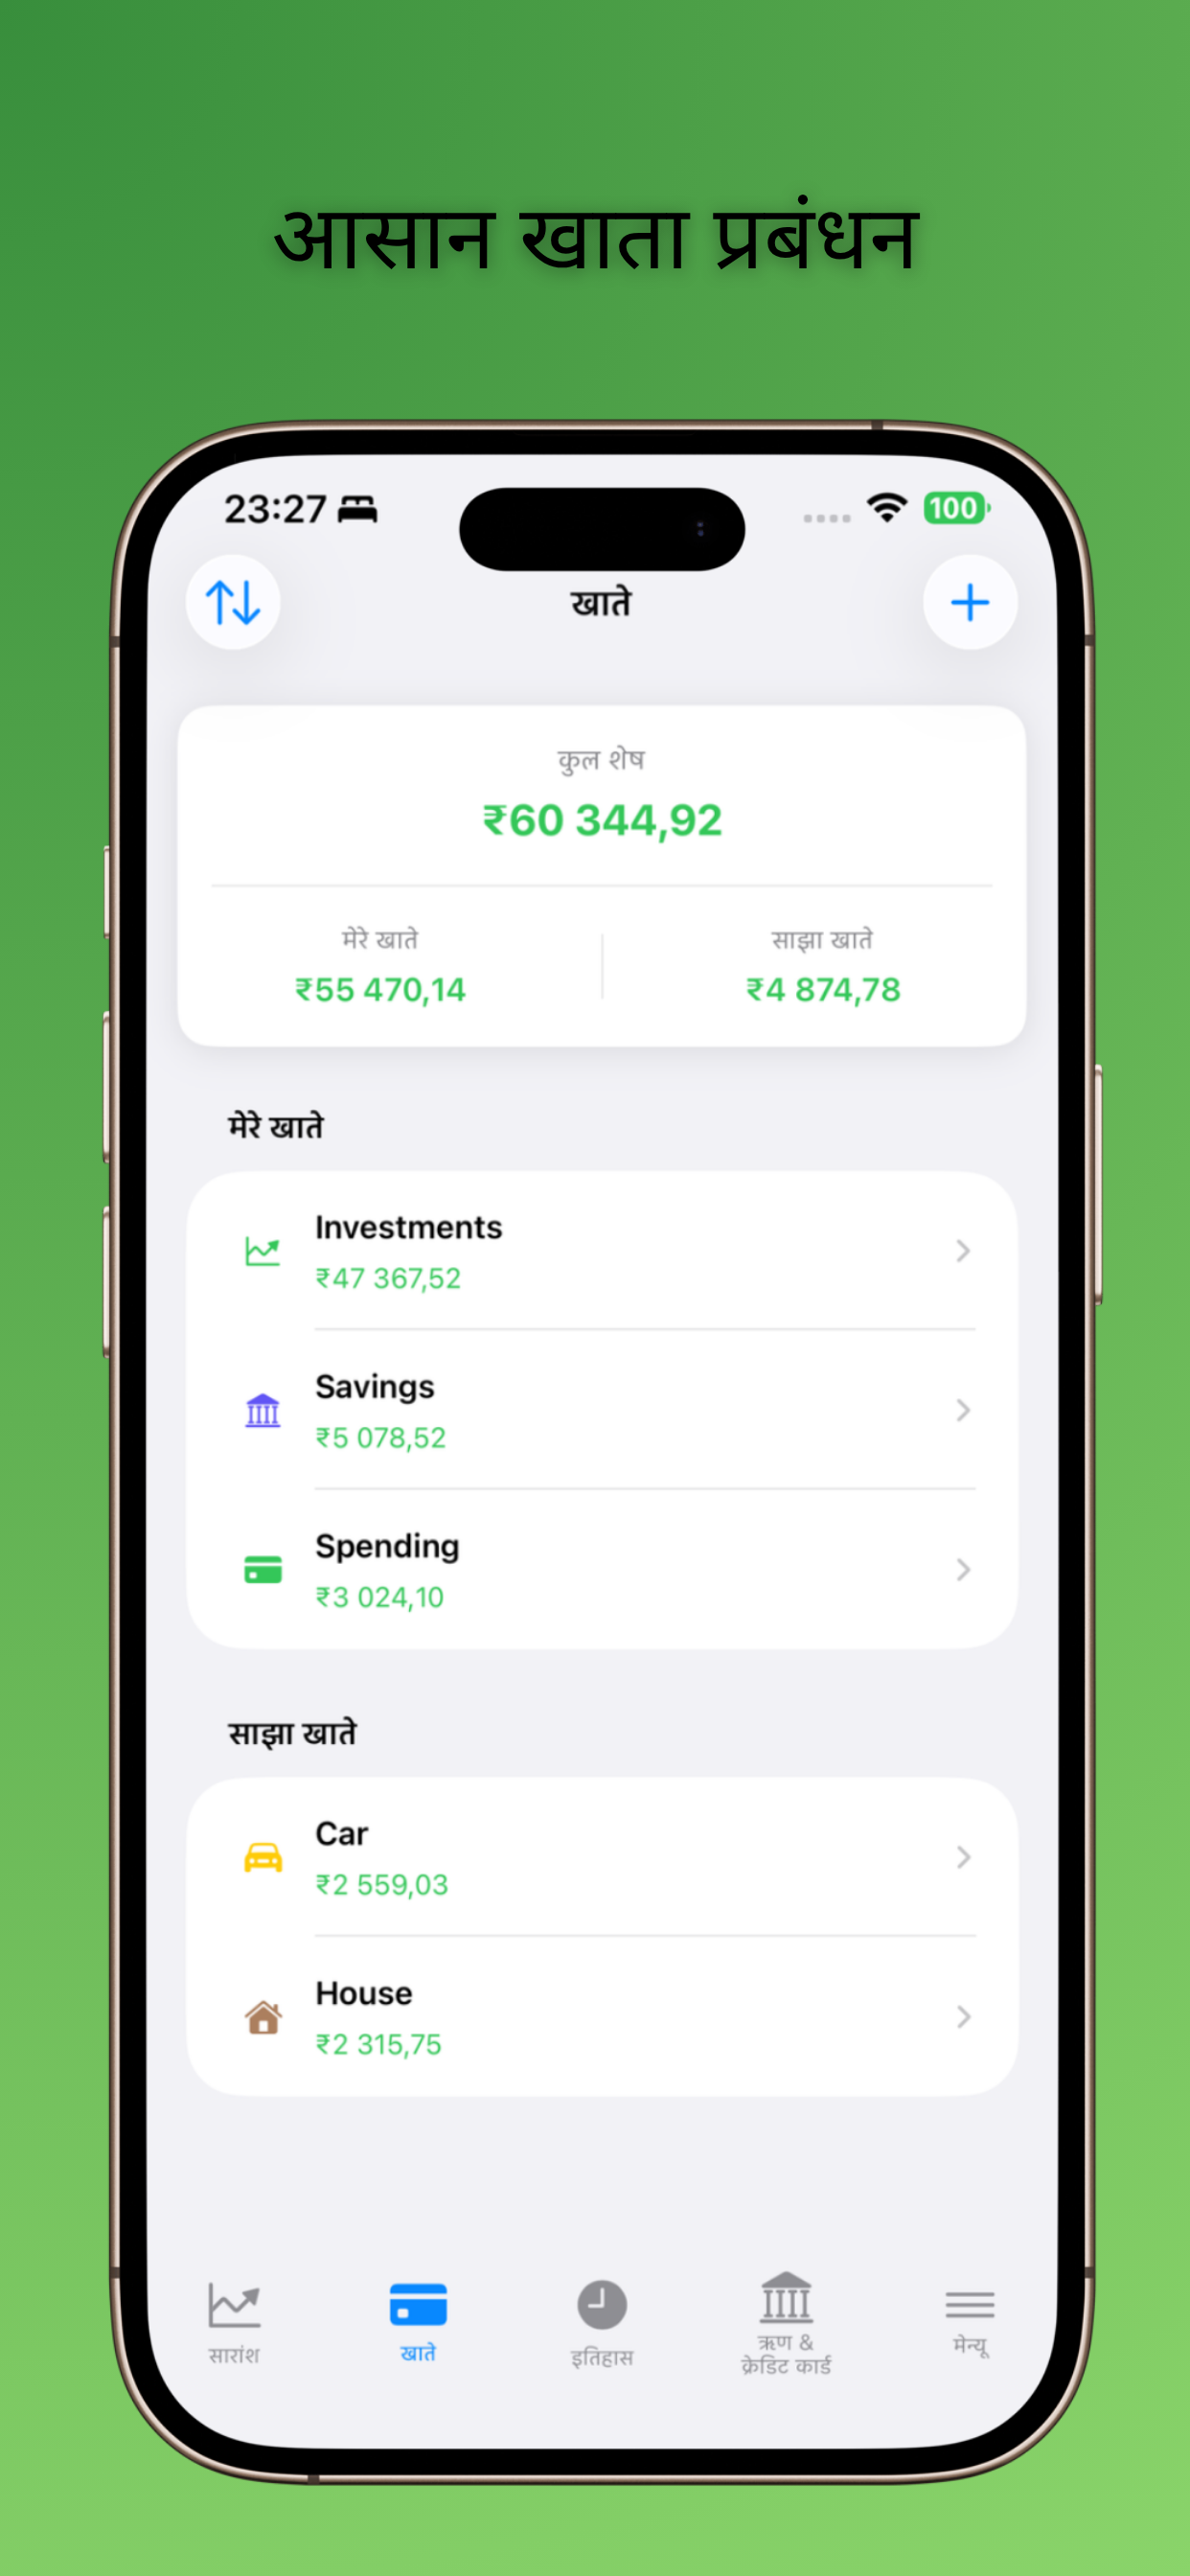 आसान खाता प्रबंधन
23:27
100
खाते
कुल शेष
₹60 344,92
मेरे खाते
साझा खाते
₹55 470,14
₹4 874,78
मेरे खाते
Investments
₹47 367,52
Savings
₹5 078,52
Spending
₹3 024,10
साझा खाते
Car
₹2 559,03
House
₹2 315,75
सारांश
खाते
इतिहास
ऋण &
क्रेडिट कार्ड
मेन्यू